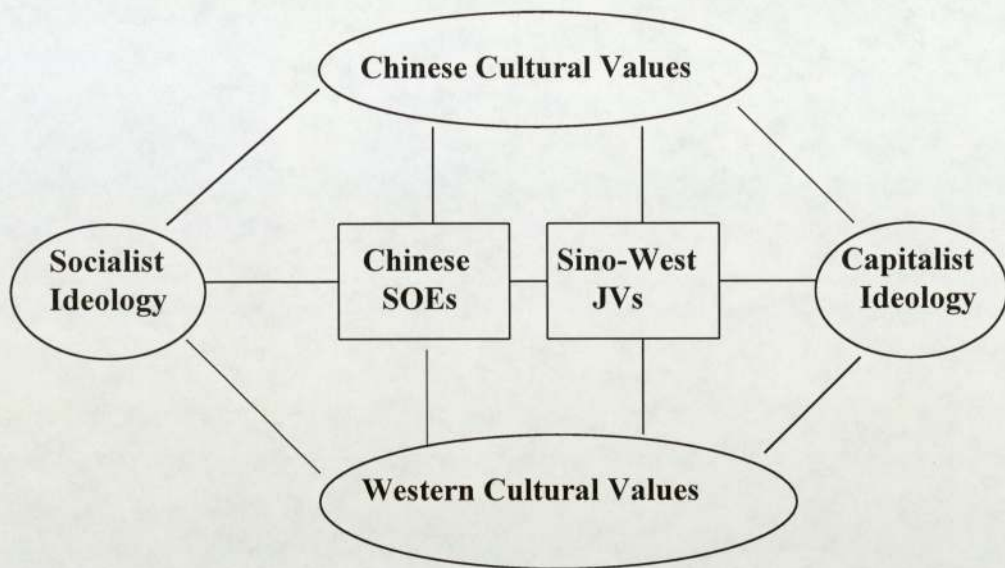 Chinese Cultural Values
Socialist
Ideology
Chinese
SOEs
Sino-West
JVs
Capitalist
Ideology
Western Cultural Values